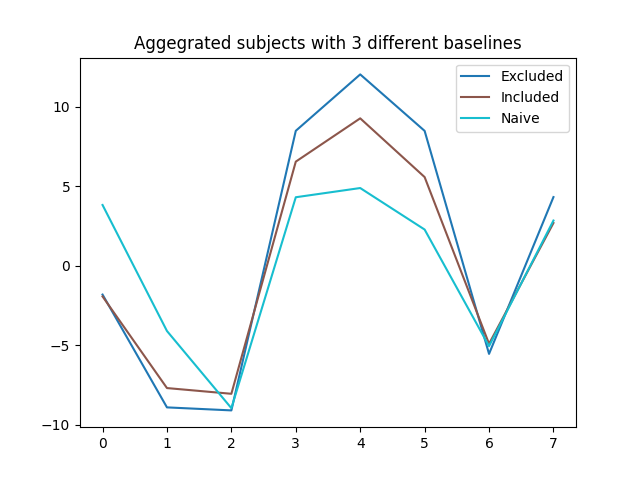 Aggegrated subjects with 3 different baselines
Excluded
Included
Naive
10
5
0
−5
−10
0 1 2 3 4 5 6 7